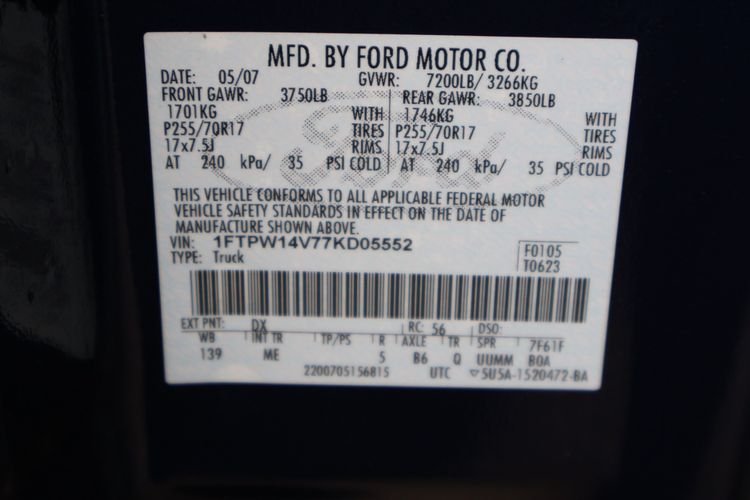 MFD. BY FORD MOTOR CO.
DATE: 05/07 GVWR: 7200LB/ 3266KG
FRONT GAWR: 3750LB REAR GAWR: 3850LB
1701KG WITH 1746KG WITH
P255/70R17 TIRES P255/70R17 TIRES
17x7.5J RIMS 17x7.5J RIMS
AT 240 kPa/ 35 PSI COLD AT 240 kPa/ 35 PSI COLD
Ford
THIS VEHICLE CONFORMS TO ALL APPLICABLE FEDERAL MOTOR
VEHICLE SAFETY STANDARDS IN EFFECT ON THE DATE OF
MANUFACTURE SHOWN ABOVE.
VIN: 1FTPW14V77KD05552 F0105
TYPE: Truck T0623
EXT PNT: DX RC: 56 DSO:
WB INT TR TP/PS R AXLE TR SPR 7F61F
139 ME 5 B6 Q UUMM BOA
2200705156815 UTC ▽5U5A-1520472-BA